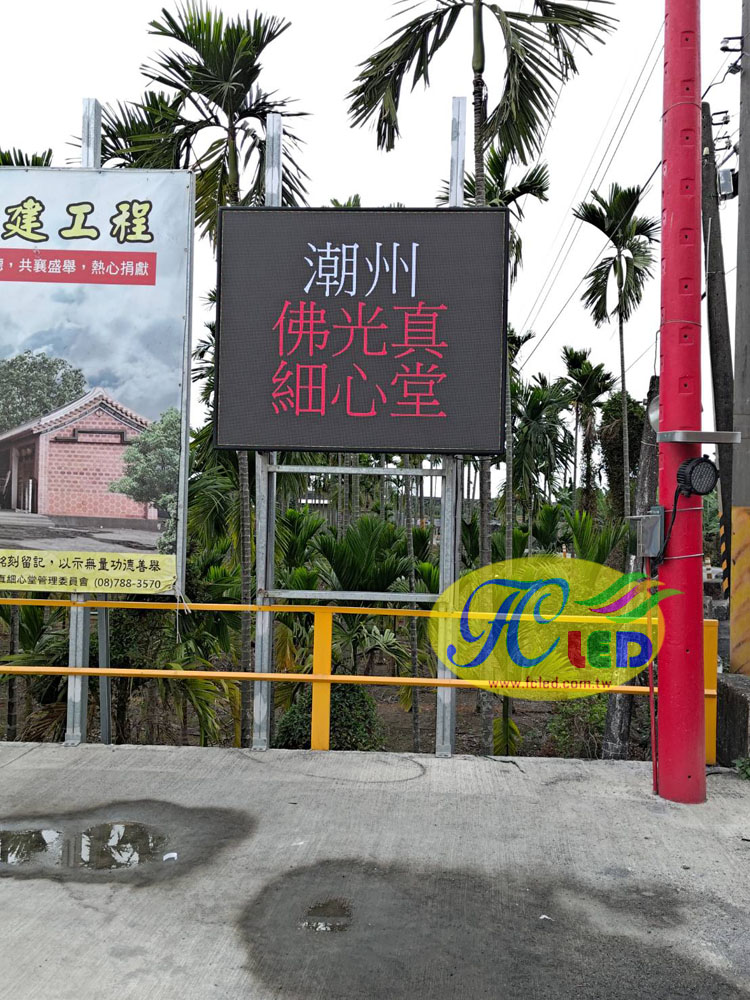 建工程
，共襄盛舉，熱心捐獻
銘刻留記，以示無量功德善舉
真細心堂管理委員會 (08)788-3570
潮州
佛光真
細心堂
FC LED
www.fcled.com.tw